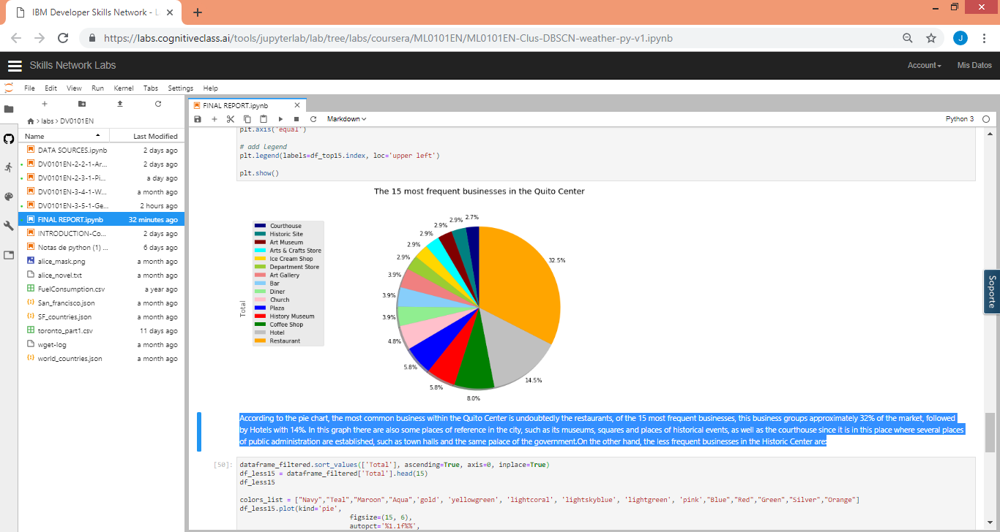 IBM Developer Skills Network - L
https://labs.cognitiveclass.ai/tools/jupyterlab/lab/tree/labs/coursera/ML0101EN/ML0101EN-Clus-DBSCN-weather-py-v1.ipynb
J
Skills Network Labs
Account
Mis Datos
File Edit View Run Kernel Tabs Settings Help
> labs > DV0101EN
Name Last Modified
DATA SOURCES.ipynb 2 days ago
DV0101EN-2-2-1-Ar... 2 days ago
DV0101EN-2-3-1-Pi... a day ago
DV0101EN-3-4-1-W... a month ago
DV0101EN-3-5-1-Ge... 2 hours ago
FINAL REPORT.ipynb 32 minutes ago
INTRODUCTION-Co... 2 days ago
Notas de python (1) ... 6 days ago
alice_mask.png a month ago
alice_novel.txt a month ago
FuelConsumption.csv a year ago
San_francisco.json a month ago
SF_countries.json a month ago
toronto_part1.csv 11 days ago
wget-log a month ago
world_countries.json a month ago
FINAL REPORT.ipynb
Markdown
Python 3
plt.axis('equal')
# add Legend
plt.legend(labels=df_top15.index, loc='upper left')
plt.show()
The 15 most frequent businesses in the Quito Center
Courthouse
Historic Site
Art Museum
Arts & Crafts Store
Ice Cream Shop
Department Store
Art Gallery
Bar
Diner
Church
Plaza
History Museum
Coffee Shop
Hotel
Restaurant
Total
2.7%
2.9%
2.9%
2.9%
2.9%
2.9%
3.9%
3.9%
3.9%
4.8%
5.8%
5.8%
8.0%
14.5%
32.5%
Soporte
According to the pie chart, the most common business within the Quito Center is undoubtedly the restaurants, of the 15 most frequent businesses, this business groups approximately 32% of the market, followed
by Hotels with 14%. In this graph there are also some places of reference in the city, such as its museums, squares and places of historical events, as well as the courthouse since it is in this place where several places
of public administration are established, such as town halls and the same palace of the government.On the other hand, the less frequent businesses in the Historic Center are:
[50]:
dataframe_filtered.sort_values(['Total'], ascending=True, axis=0, inplace=True)
df_less15 = dataframe_filtered['Total'].head(15)
df_less15
colors_list = ["Navy","Teal","Maroon","Aqua",'gold', 'yellowgreen', 'lightcoral', 'lightskyblue', 'lightgreen', 'pink',"Blue","Red","Green","Silver","Orange"]
df_less15.plot(kind='pie',
figsize=(15, 6),
autopct='%1.1f%%',